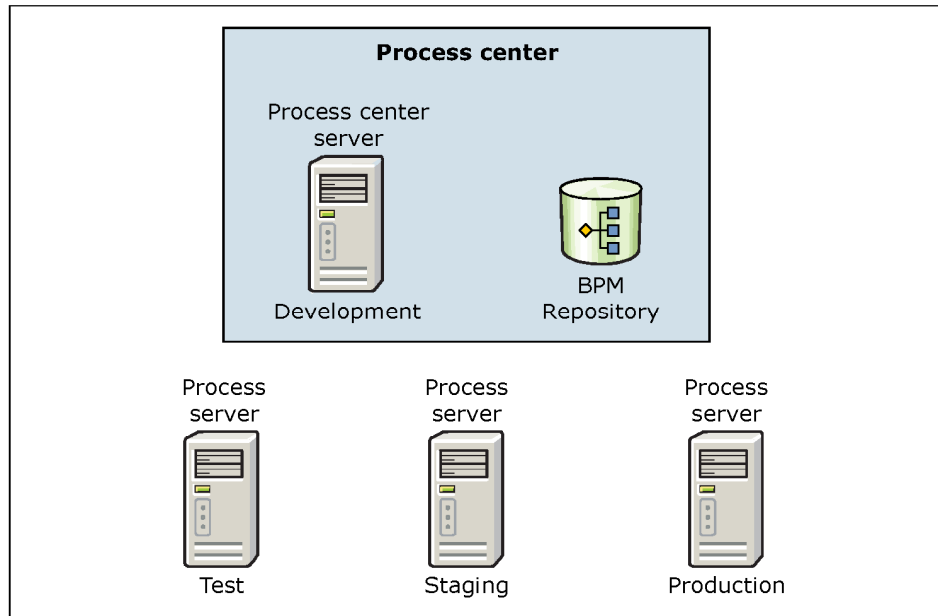 Process center
Process center
server
Development
BPM
Repository
Process
server
Test
Process
server
Staging
Process
server
Production